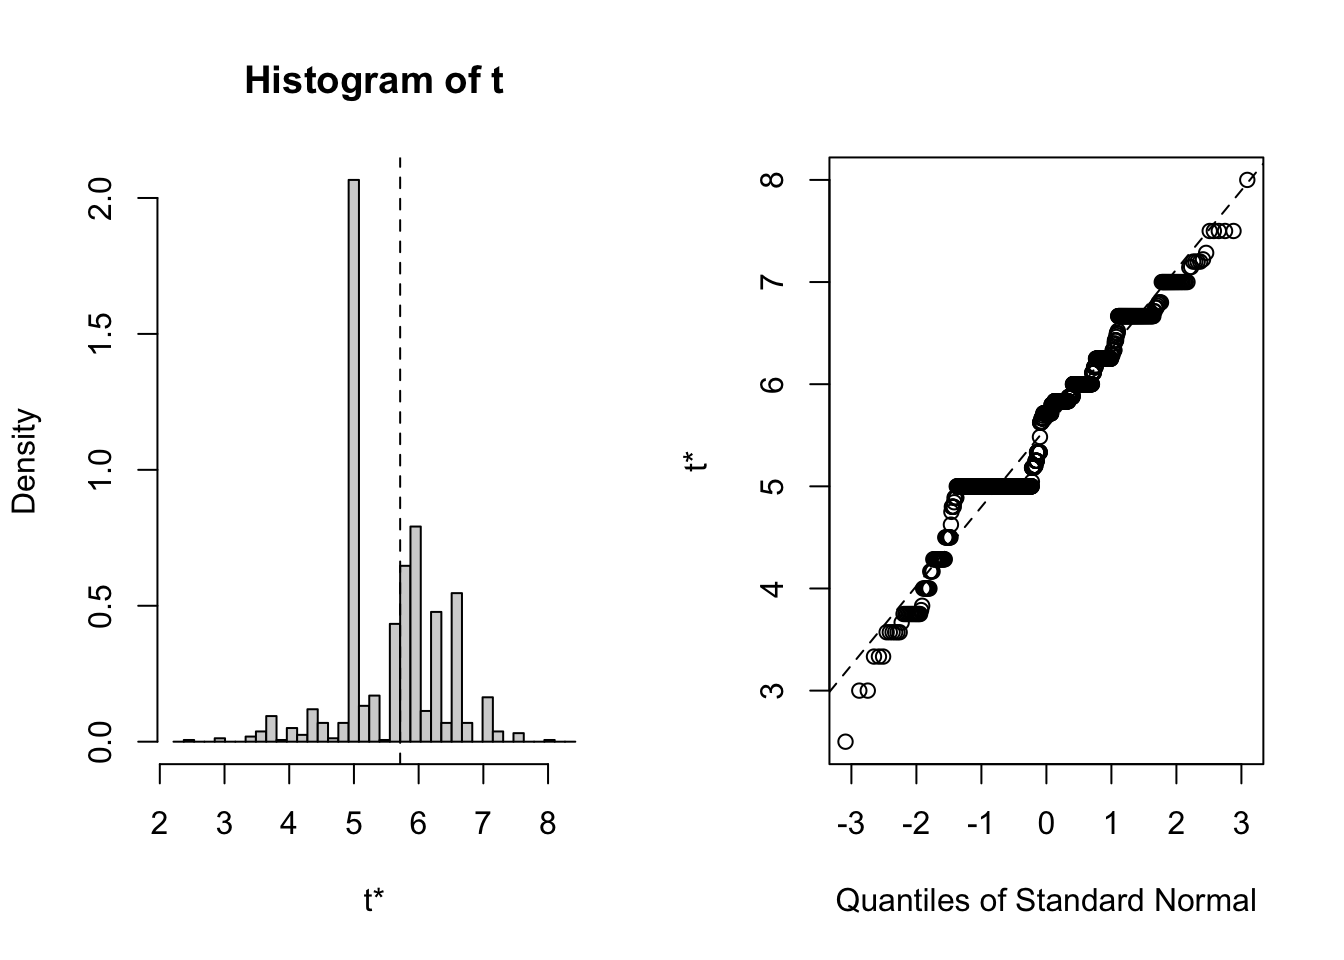 Histogram of t
Density
0.0 0.5 1.0 1.5 2.0
2 3 4 5 6 7 8
t*
t*
3 4 5 6 7 8
-3 -2 -1 0 1 2 3
Quantiles of Standard Normal